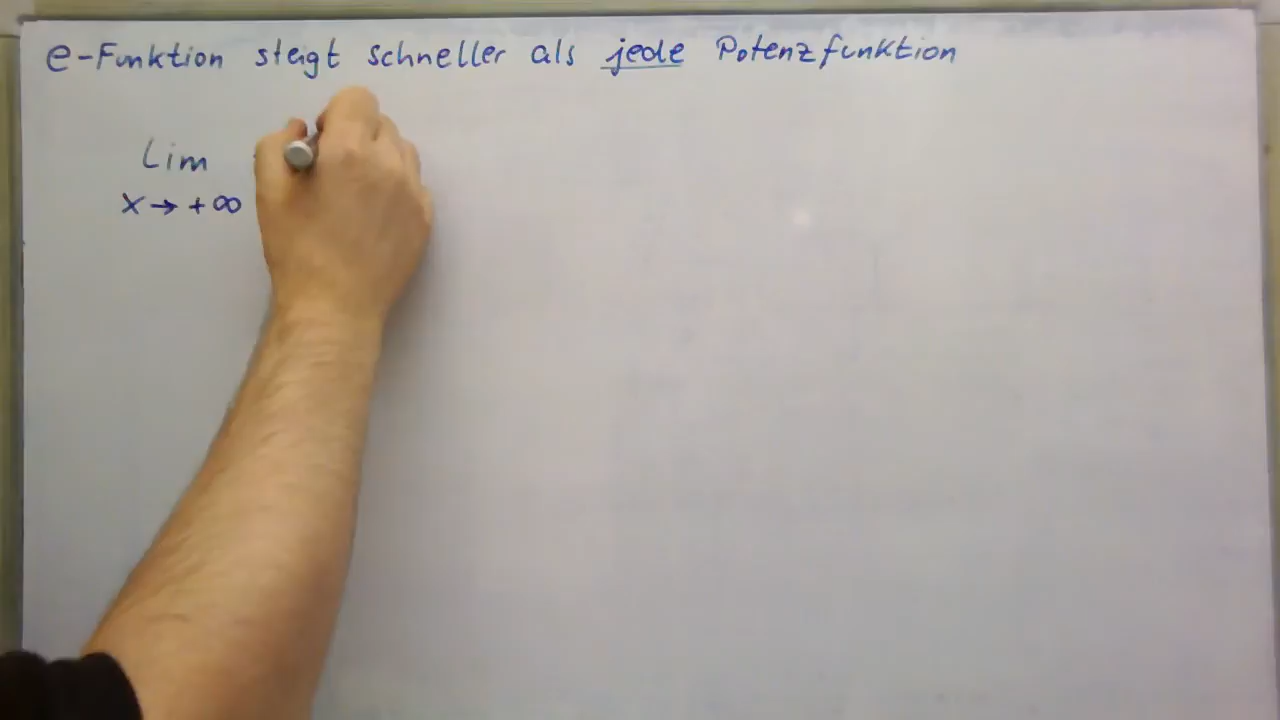 e-Funktion steigt schneller als jede Potenzfunktion
Lim
x → +∞